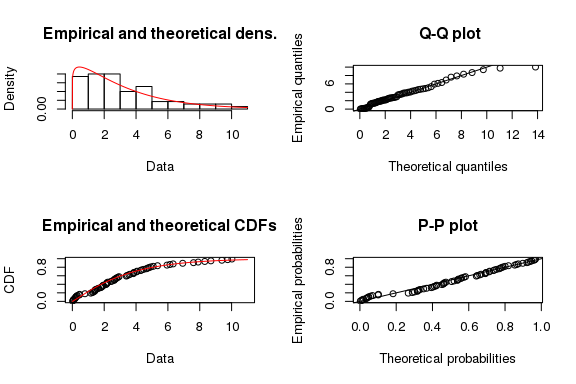 Empirical and theoretical dens.
Density
0.00
0 2 4 6 8 10
Data
Q-Q plot
Empirical quantiles
0 6
0 2 4 6 8 10 12 14
Theoretical quantiles
Empirical and theoretical CDFs
CDF
0.0 0.8
0 2 4 6 8 10
Data
P-P plot
Empirical probabilities
0.0 0.8
0.0 0.2 0.4 0.6 0.8 1.0
Theoretical probabilities